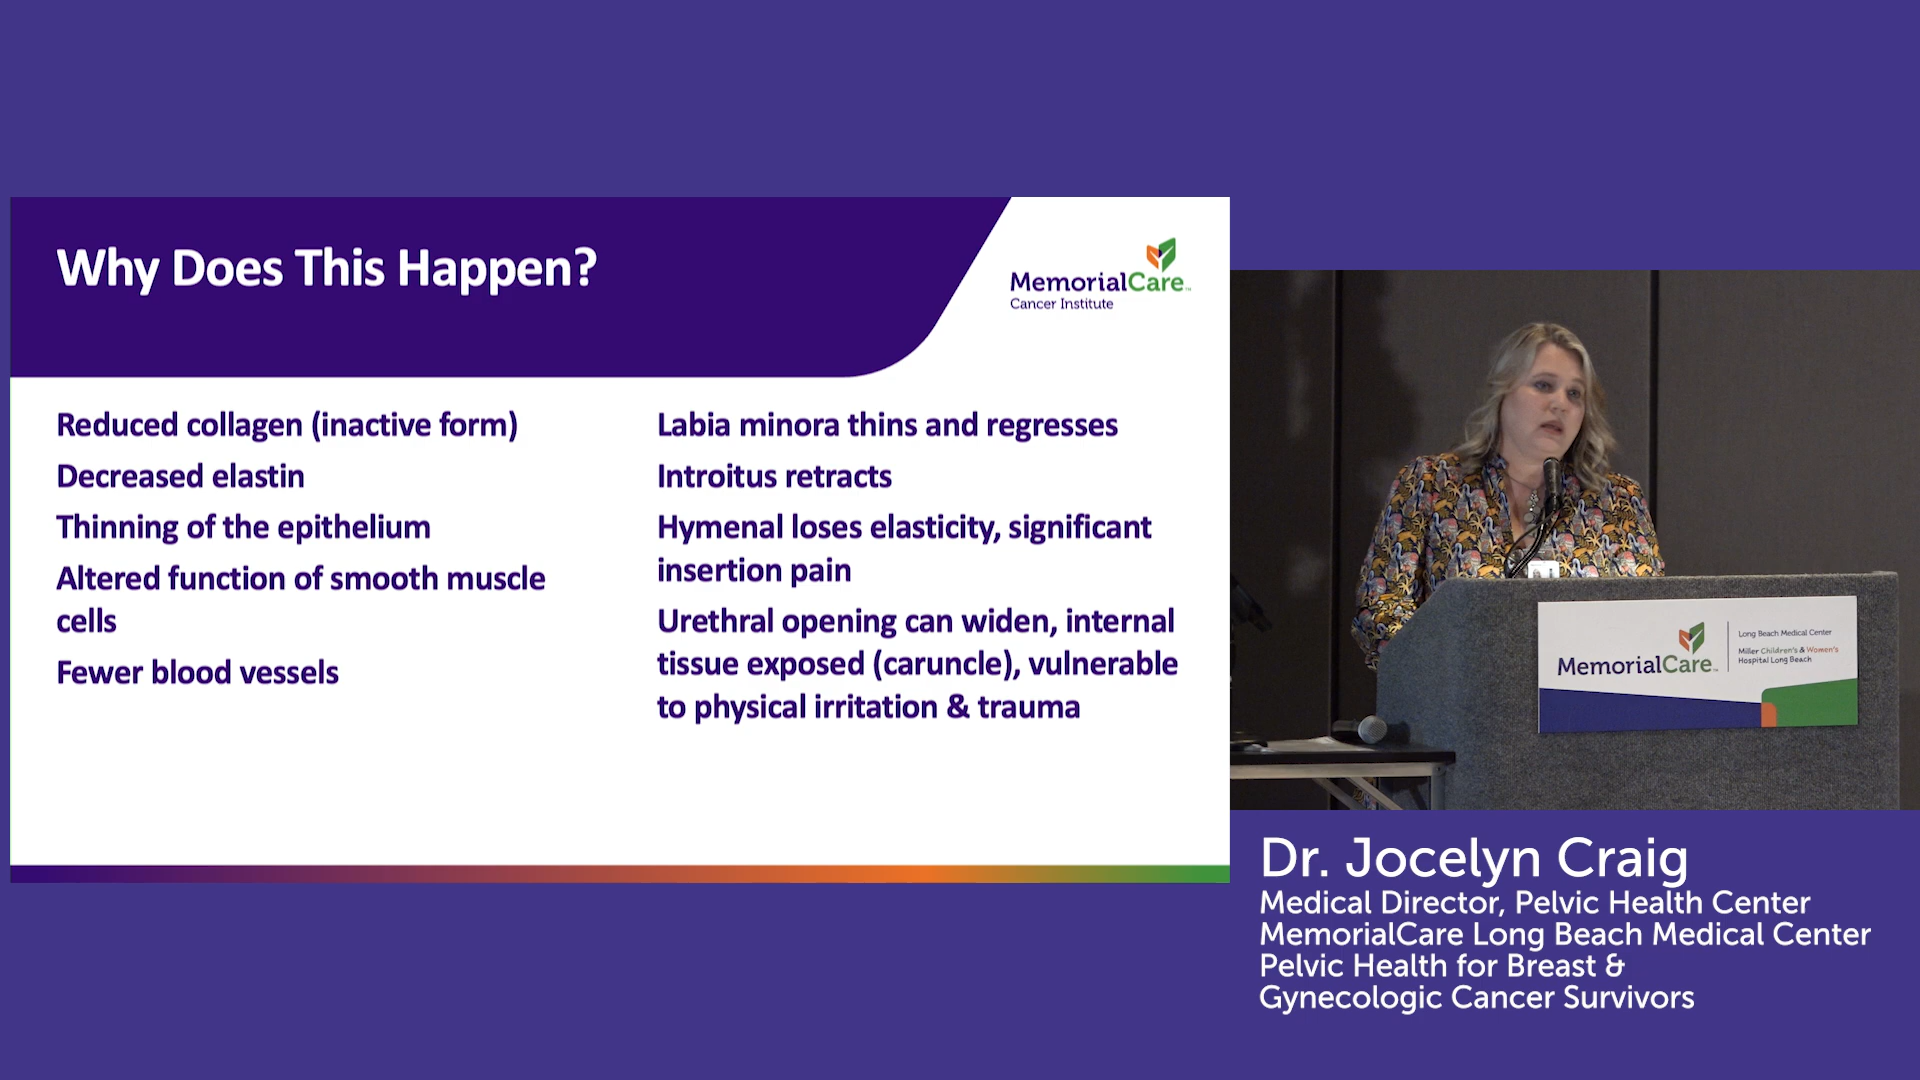 Why Does This Happen?
MemorialCare™
Cancer Institute
Reduced collagen (inactive form)
Decreased elastin
Thinning of the epithelium
Altered function of smooth muscle
cells
Fewer blood vessels
Labia minora thins and regresses
Introitus retracts
Hymenal loses elasticity, significant
insertion pain
Urethral opening can widen, internal
tissue exposed (caruncle), vulnerable
to physical irritation & trauma
MemorialCare™
Long Beach Medical Center
Miller Children's & Women's
Hospital Long Beach
Dr. Jocelyn Craig
Medical Director, Pelvic Health Center
MemorialCare Long Beach Medical Center
Pelvic Health for Breast &
Gynecologic Cancer Survivors